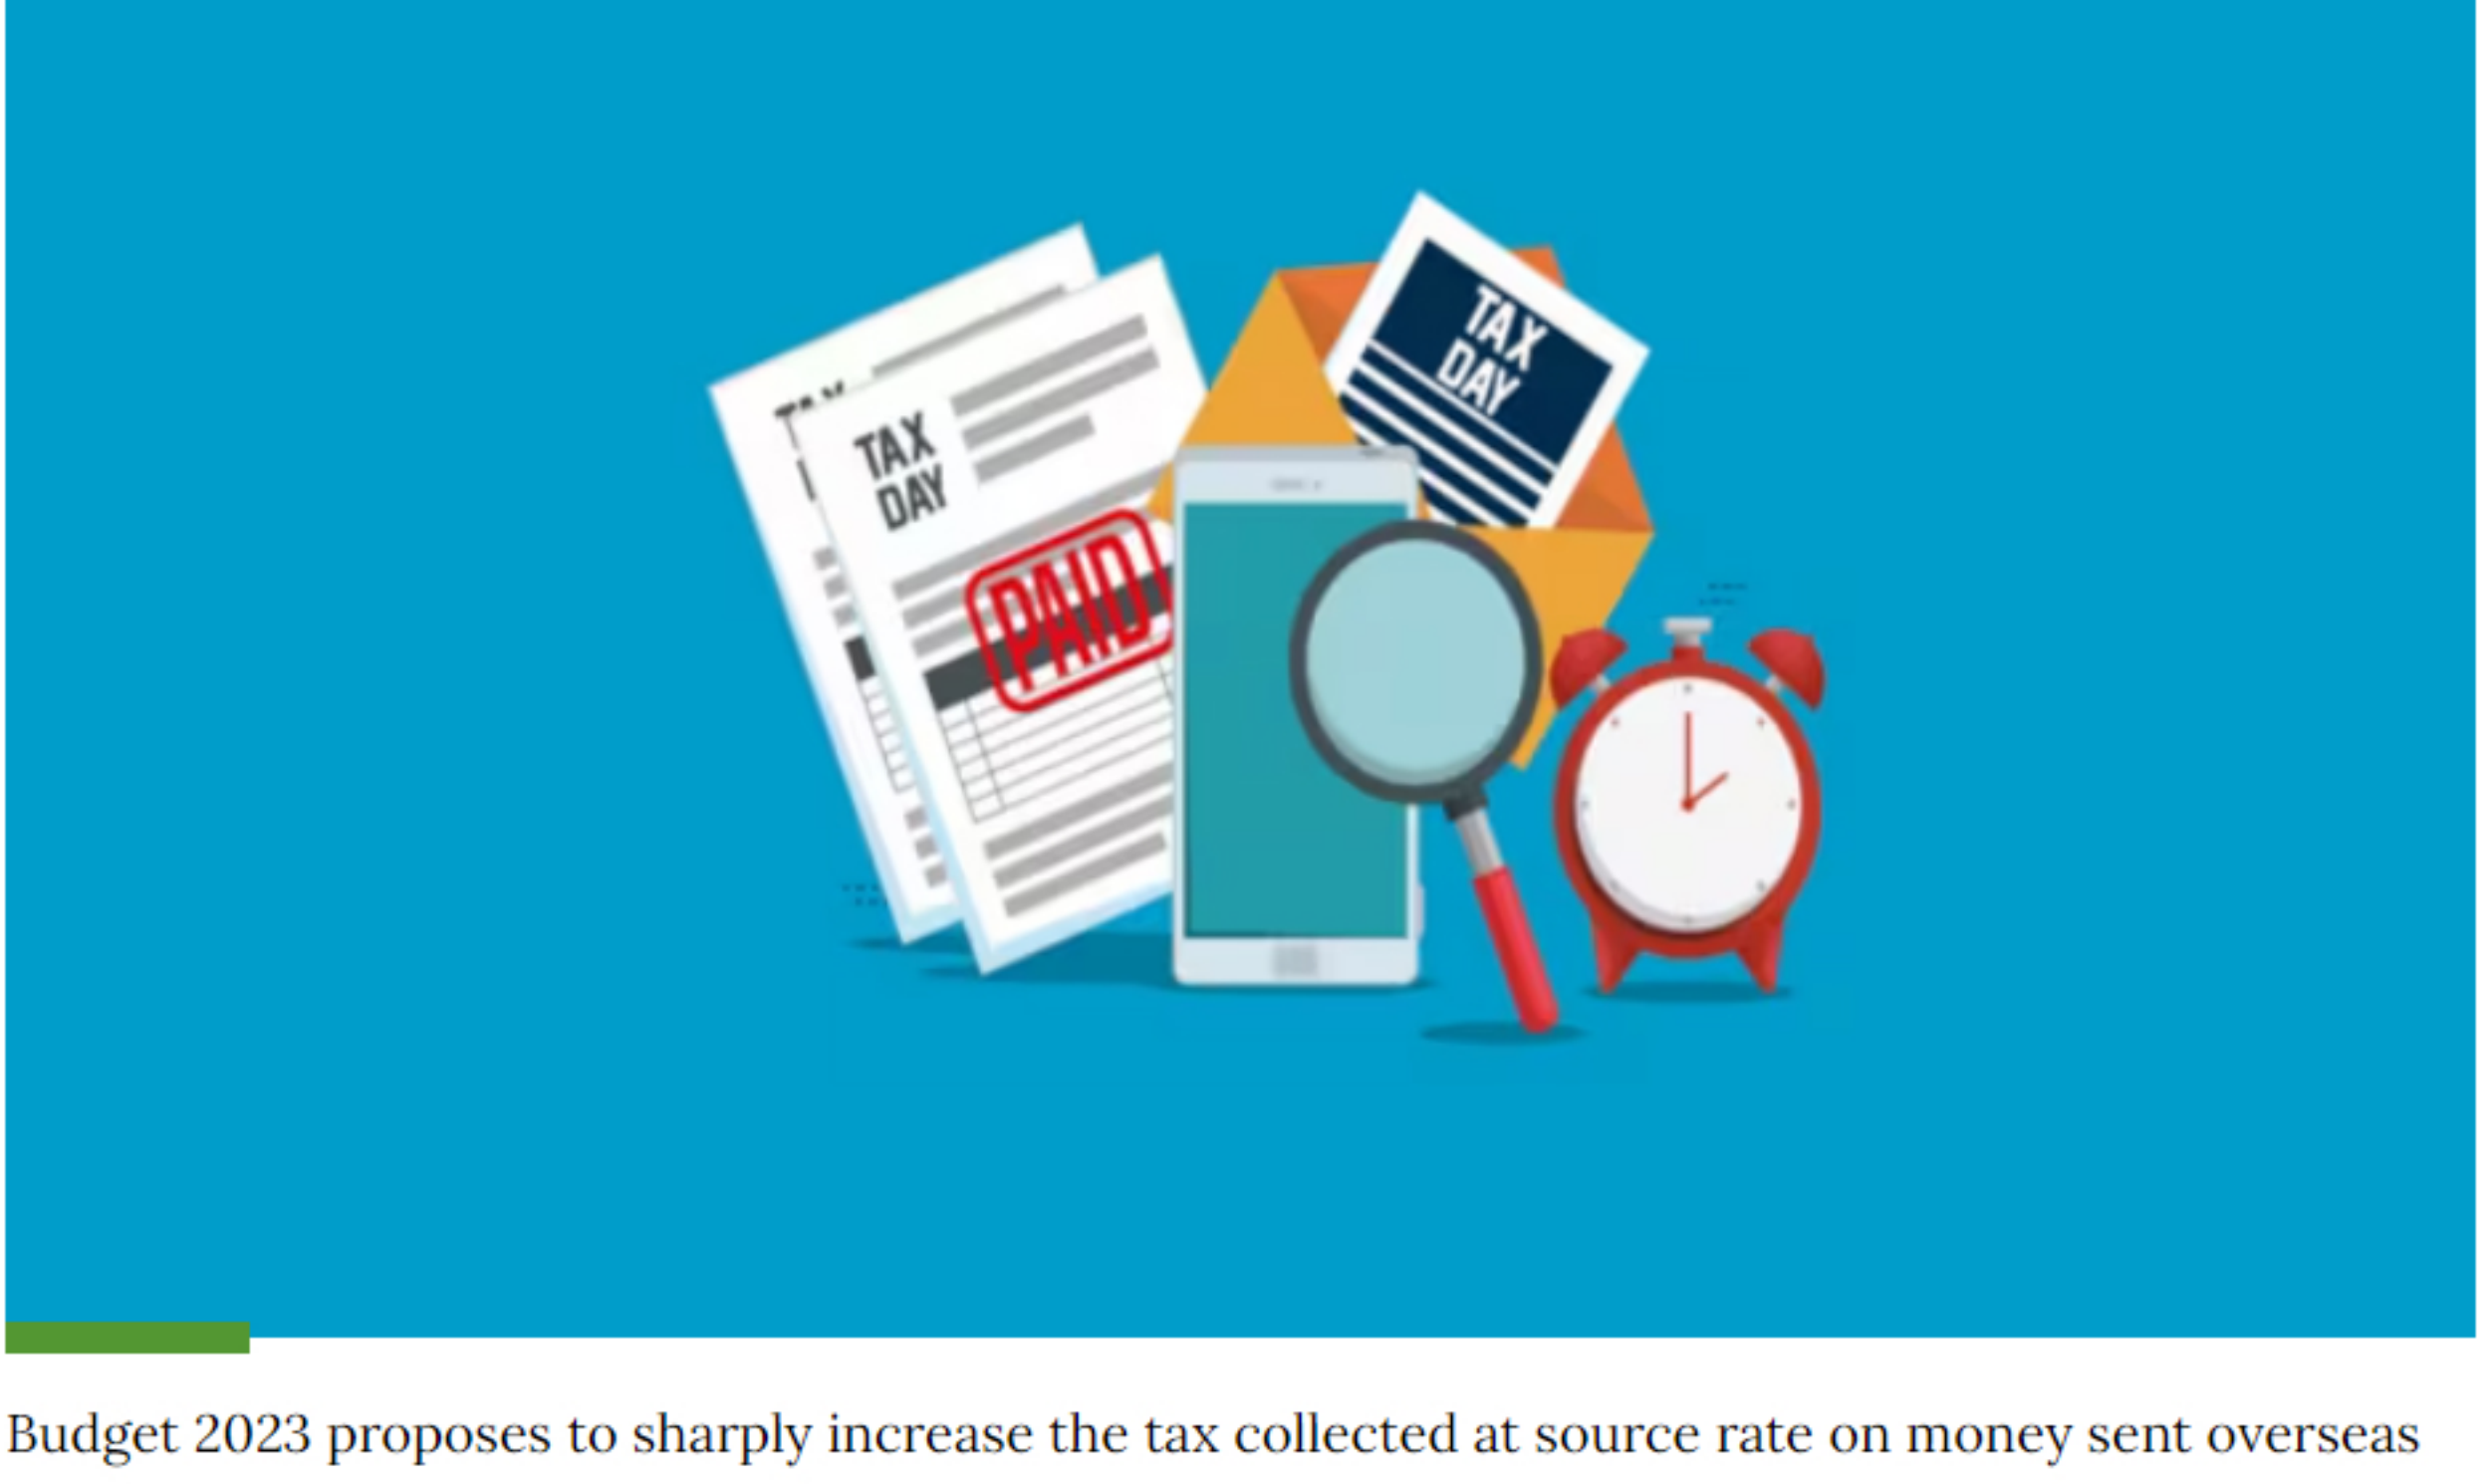 TAX
TAX
DAY
PAID
TAX
DAY
Budget 2023 proposes to sharply increase the tax collected at source rate on money sent overseas